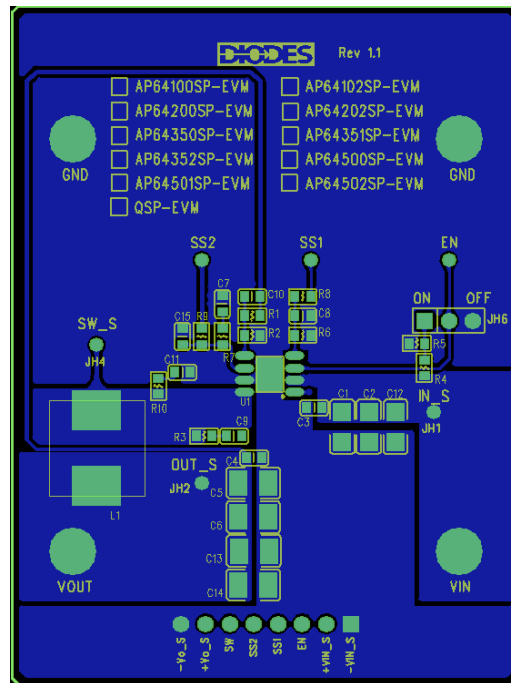 DIODES Rev 1.1
AP64100SP-EVM AP64102SP-EVM
AP64200SP-EVM AP64202SP-EVM
AP64350SP-EVM AP64351SP-EVM
AP64352SP-EVM AP64500SP-EVM
AP64501SP-EVM AP64502SP-EVM
QSP-EVM
GND GND
SS2 SS1 EN
C7
C10 R8
ON OFF
C15 R9 R1 C8
JH6
SW_S
R2 R6 R5
JH4
R7
C11 R4
U1
R10 IN_S
C1 C2 C12
C3 JH1
R3 C9
C4
OUT_S
C5
JH2
L1
C6
C13
VOUT VIN
C14
-Vo_S +Vo_S SW SS2 SS1 EN +VIN_S -VIN_S